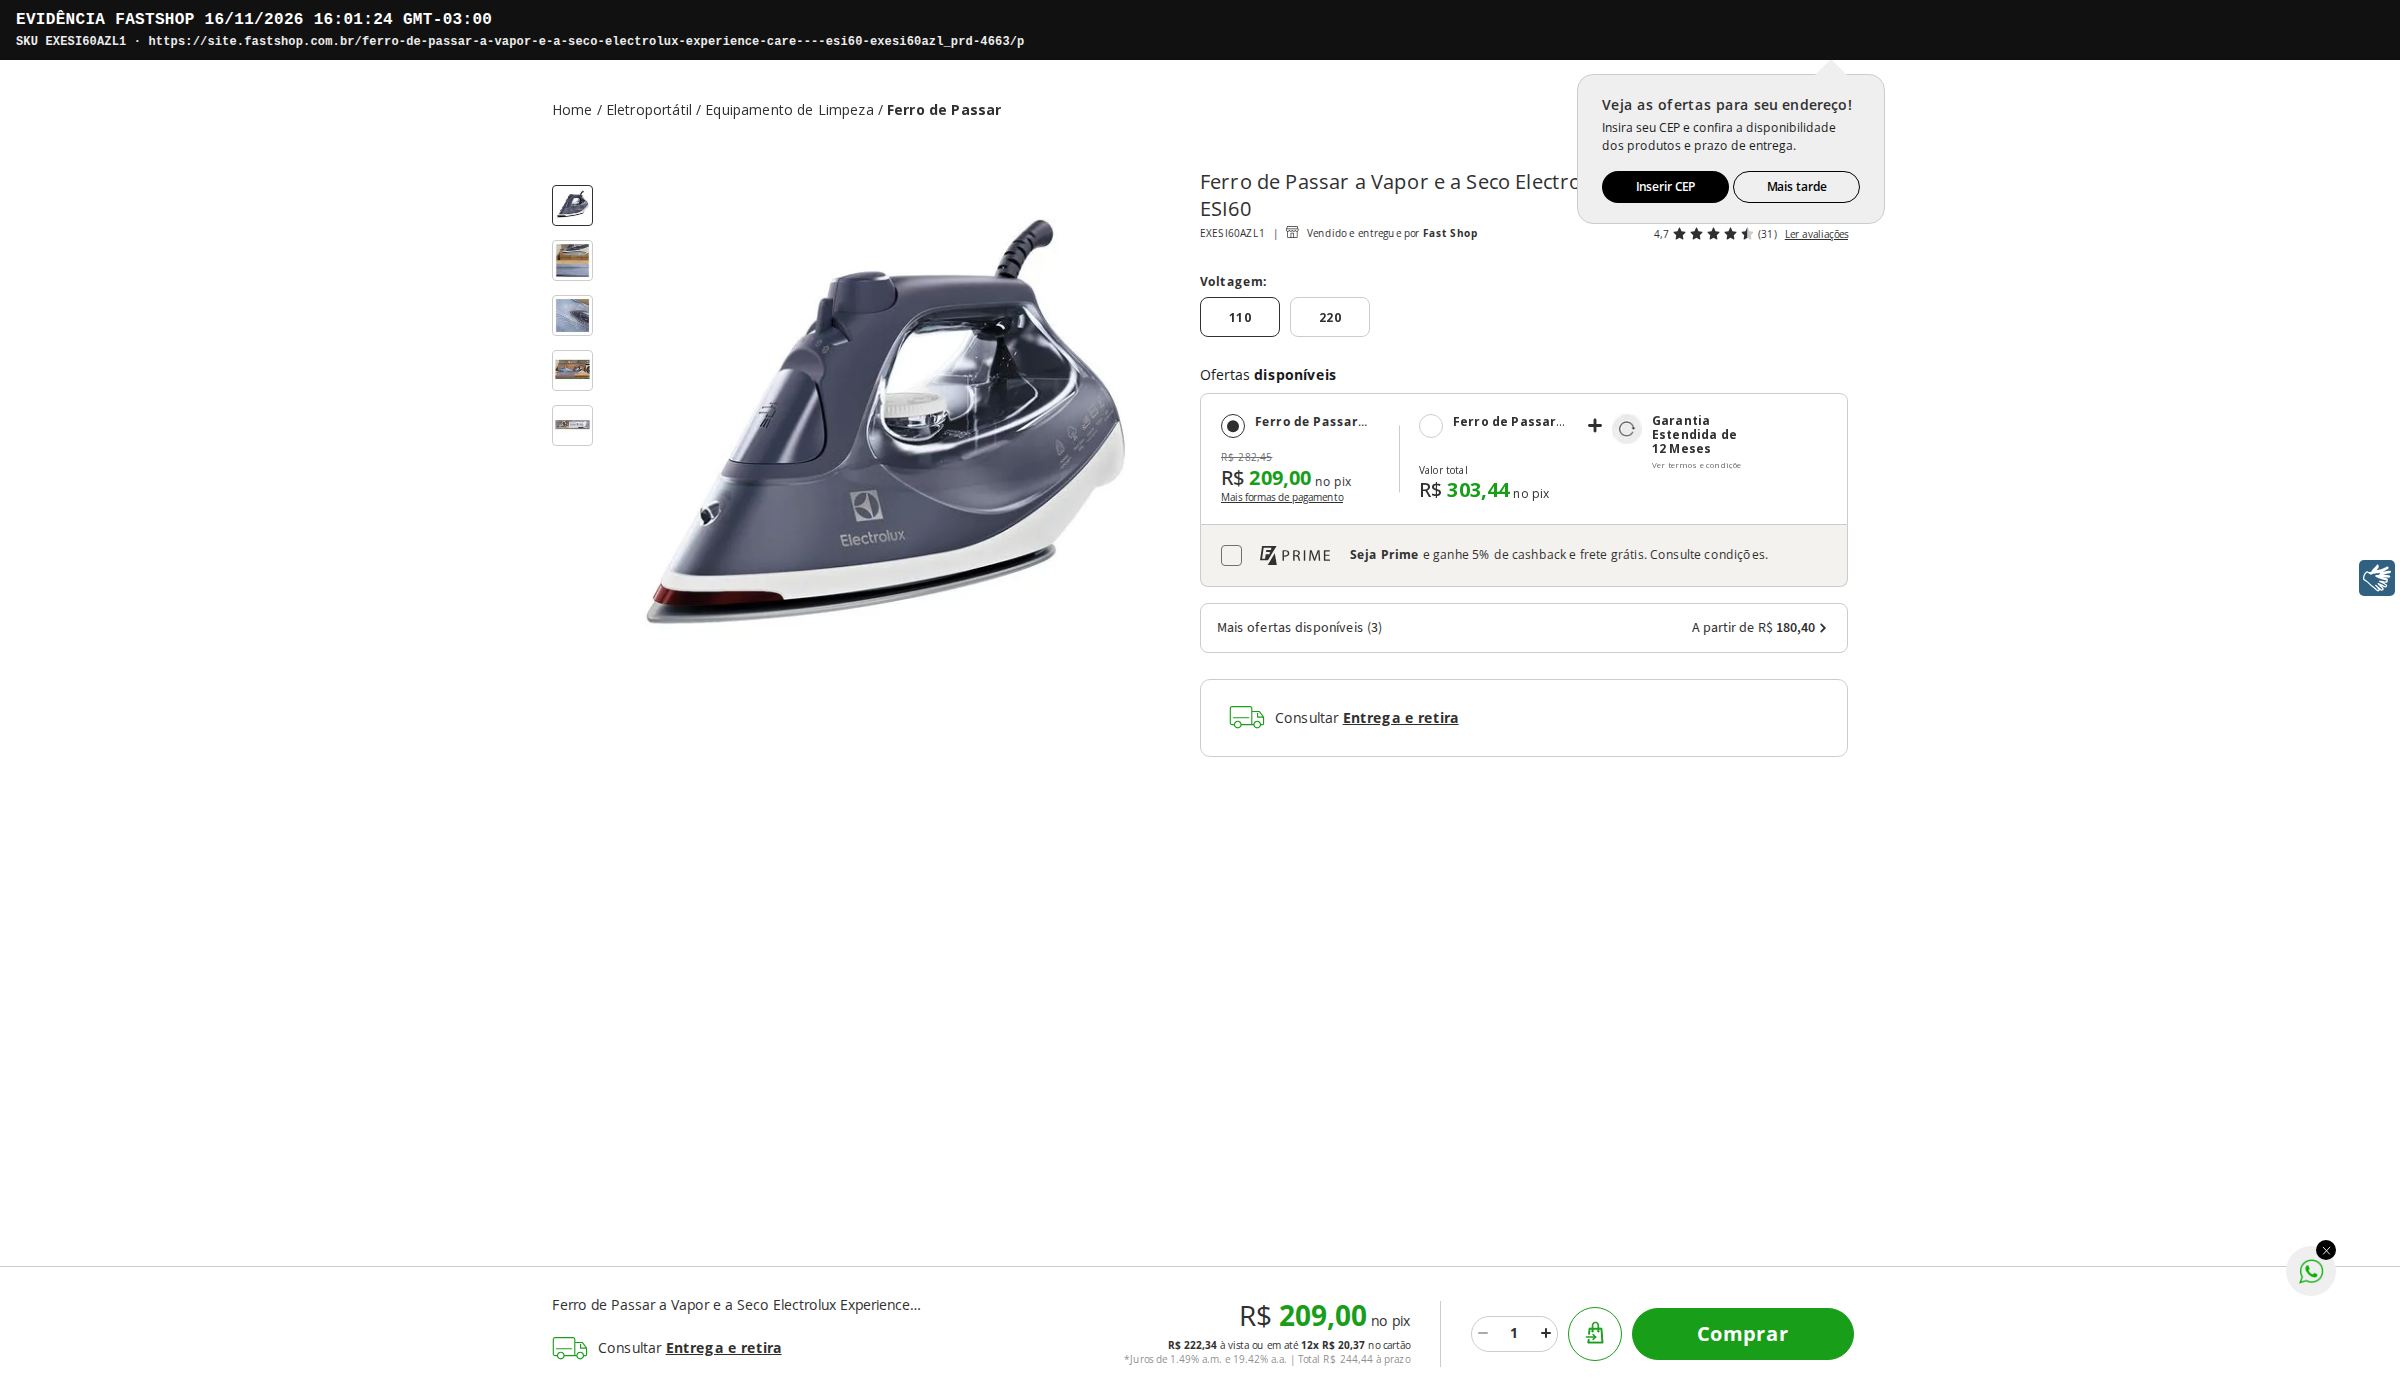 EVIDÊNCIA FASTSHOP 16/11/2026 16:01:24 GMT-03:00
SKU EXESI60AZL1 · https://site.fastshop.com.br/ferro-de-passar-a-vapor-e-a-seco-electrolux-experience-care----esi60-exesi60azl_prd-4663/p
Veja as ofertas para seu endereço!
Insira seu CEP e confira a disponibilidade
dos produtos e prazo de entrega.
Inserir CEP
Mais tarde
Home / Eletroportátil / Equipamento de Limpeza / Ferro de Passar
Ferro de Passar a Vapor e a Seco Electro
ESI60
EXESI60AZL1 | Vendido e entregue por Fast Shop
4,7 (31) Ler avaliações
Voltagem:
110
220
Ofertas disponíveis
Ferro de Passar...
R$ 282,45
R$ 209,00 no pix
Mais formas de pagamento
Ferro de Passar...
+
Garantia
Estendida de
12 Meses
Ver termos e condiçõe
Valor total
R$ 303,44 no pix
PRIME
Seja Prime e ganhe 5% de cashback e frete grátis. Consulte condições.
Mais ofertas disponíveis (3)
A partir de R$ 180,40
Consultar Entrega e retira
Electrolux
Ferro de Passar a Vapor e a Seco Electrolux Experience...
Consultar Entrega e retira
R$ 209,00 no pix
R$ 222,34 à vista ou em até 12x R$ 20,37 no cartão
*Juros de 1.49% a.m. e 19.42% a.a. | Total R$ 244,44 à prazo
1
Comprar